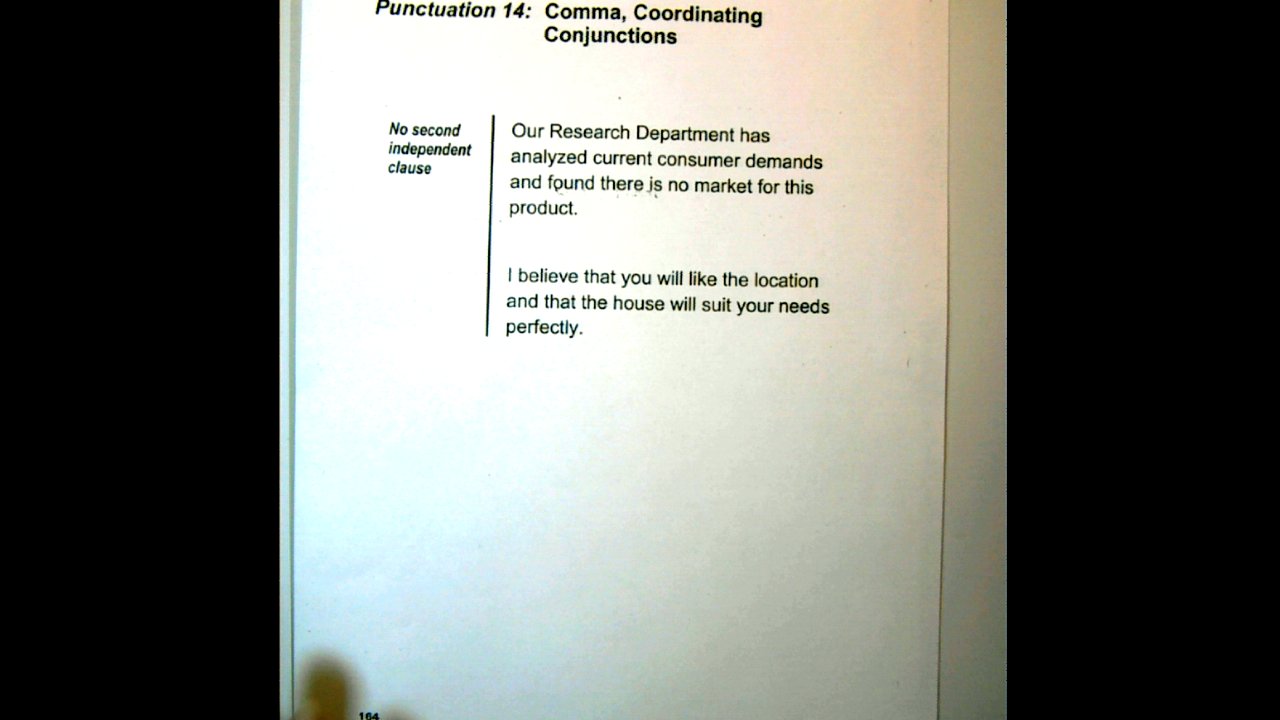 Punctuation 14: Comma, Coordinating
Conjunctions
No second
independent
clause
Our Research Department has
analyzed current consumer demands
and found there is no market for this
product.
I believe that you will like the location
and that the house will suit your needs
perfectly.
164